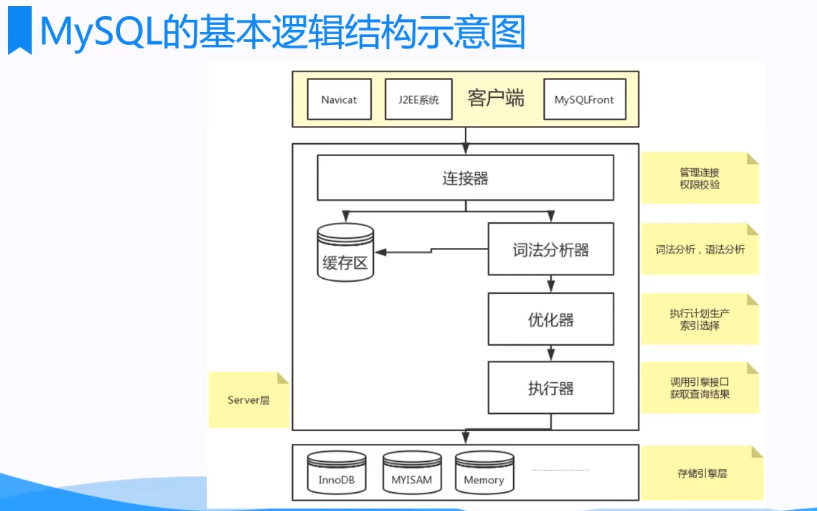 MySQL的基本逻辑结构示意图
Navicat
J2EE系统
客户端
MySQLFront
连接器
管理连接
权限校验
缓存区
词法分析器
词法分析，语法分析
优化器
执行计划生产
索引选择
执行器
调用引擎接口
获取查询结果
Server层
InnoDB
MYISAM
Memory
存储引擎层